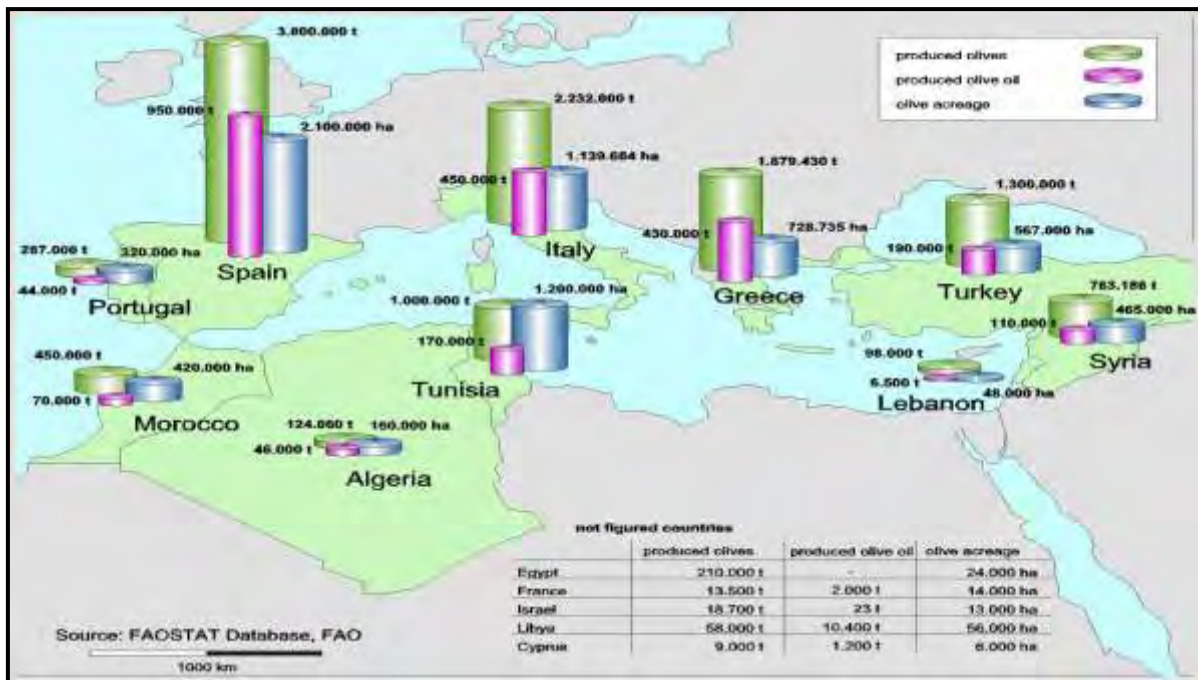 3.800.000 t
950.000 t
2.100.000 ha
Spain
2.232.000 t
450.000 t
1.139.684 ha
Italy
1.879.430 t
430.000 t
728.735 ha
Greece
1.300.000 t
190.000 t
567.000 ha
Turkey
produced olives
produced olive oil
olive acreage
267.000 t
320.000 ha
44.000 t
Portugal
1.000.000 t
1.200.000 ha
170.000 t
Tunisia
110.000 t
465.000 ha
Syria
98.000 t
6.500 t
48.000 ha
Lebanon
450.000 t
420.000 ha
70.000 t
Morocco
160.000 ha
46.000 t
Algeria
not figured countries
produced olives produced olive oil olive acreage
Egypt 210.000 t - 24.000 ha
France 13.500 t 2.000 t 14.000 ha
Israel 18.700 t 23 t 13.000 ha
Libya 58.000 t 10.400 t 56.000 ha
Cyprus 9.000 t 1.200 t 6.000 ha
Source: FAOSTAT Database, FAO
1000 km